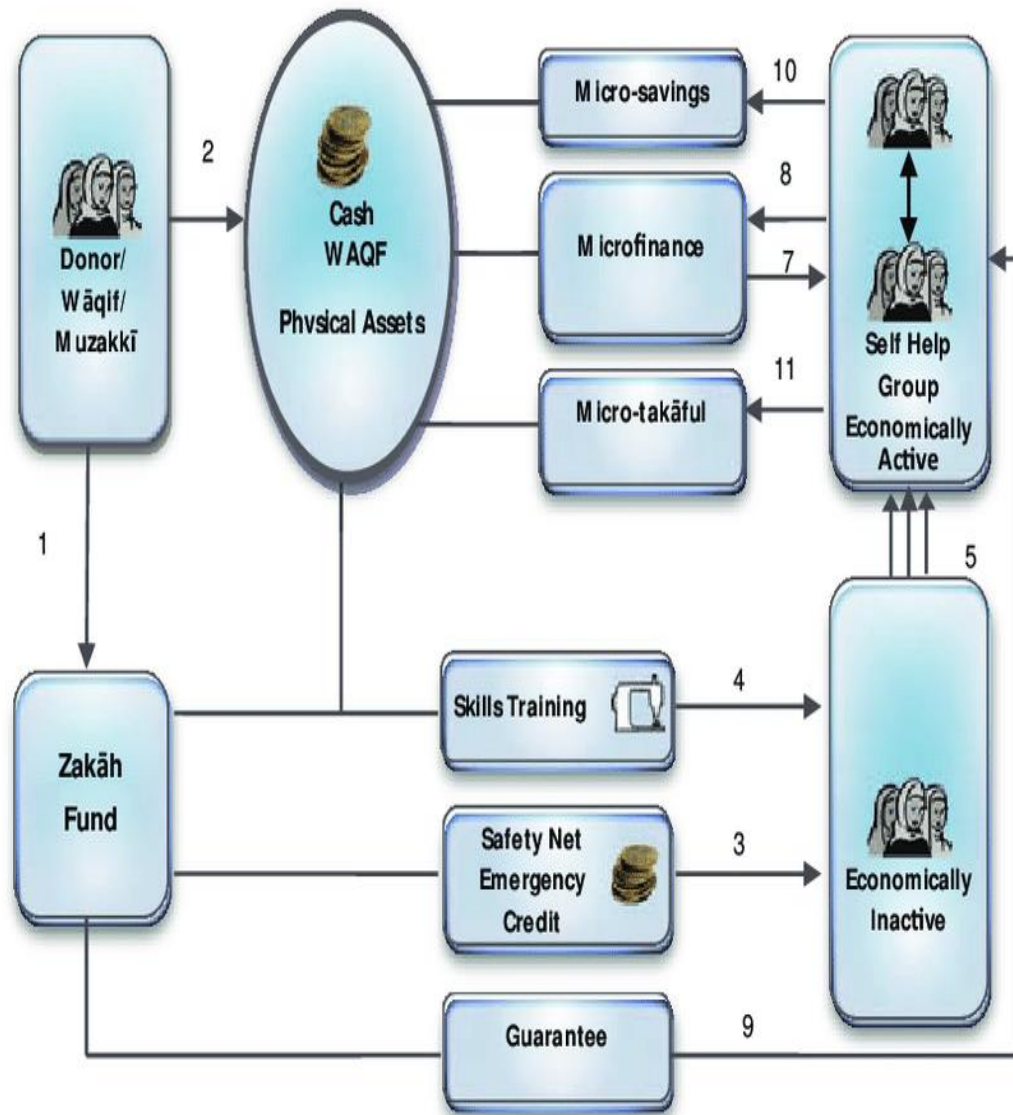 Donor/
Wāqif/
Muzakkī
2
Cash
WAQF
Physical Assets
Micro-savings
10
Microfinance
8
7
Micro-takāful
11
Self Help
Group
Economically
Active
1
5
Zakāh
Fund
Skills Training
4
Safety Net
Emergency
Credit
3
Economically
Inactive
Guarantee
9